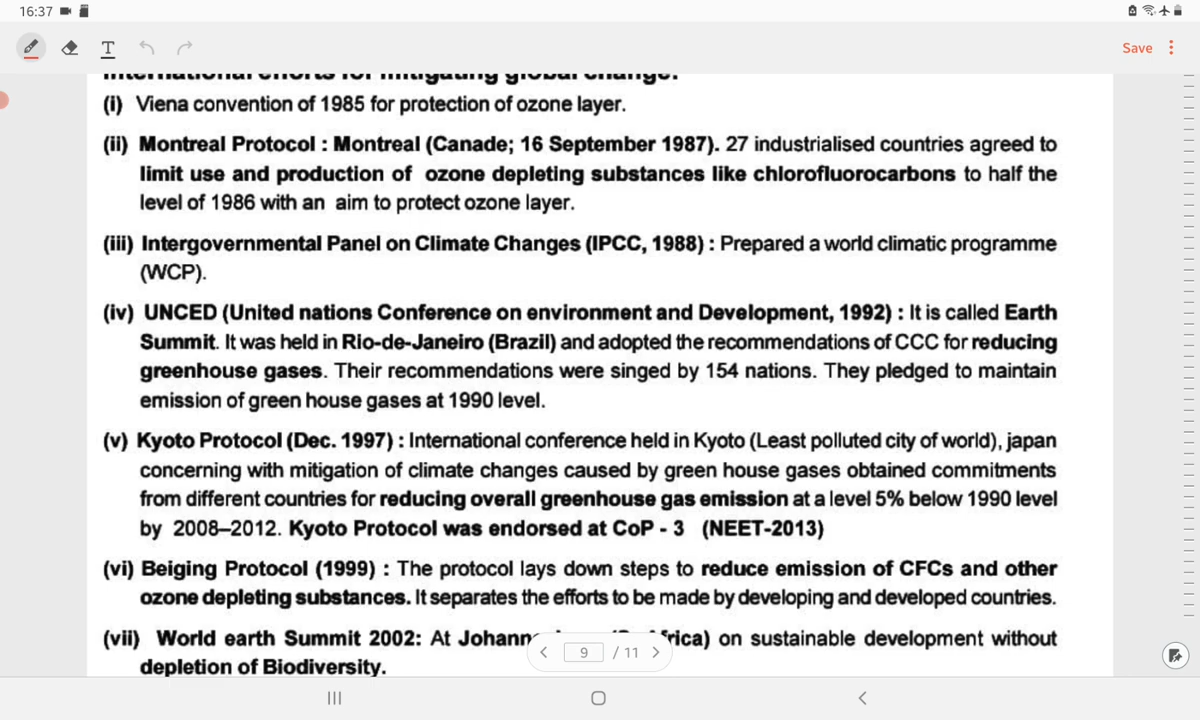 16:37
T
Save
International efforts for mitigating global change:
(i) Viena convention of 1985 for protection of ozone layer.
(ii) Montreal Protocol : Montreal (Canade; 16 September 1987). 27 industrialised countries agreed to
limit use and production of ozone depleting substances like chlorofluorocarbons to half the
level of 1986 with an aim to protect ozone layer.
(iii) Intergovernmental Panel on Climate Changes (IPCC, 1988) : Prepared a world climatic programme
(WCP).
(iv) UNCED (United nations Conference on environment and Development, 1992) : It is called Earth
Summit. It was held in Rio-de-Janeiro (Brazil) and adopted the recommendations of CCC for reducing
greenhouse gases. Their recommendations were singed by 154 nations. They pledged to maintain
emission of green house gases at 1990 level.
(v) Kyoto Protocol (Dec. 1997) : International conference held in Kyoto (Least polluted city of world), japan
concerning with mitigation of climate changes caused by green house gases obtained commitments
from different countries for reducing overall greenhouse gas emission at a level 5% below 1990 level
by 2008–2012. Kyoto Protocol was endorsed at CoP - 3 (NEET-2013)
(vi) Beiging Protocol (1999) : The protocol lays down steps to reduce emission of CFCs and other
ozone depleting substances. It separates the efforts to be made by developing and developed countries.
(vii) World earth Summit 2002: At on sustainable development without
depletion of Biodiversity.
9 / 11